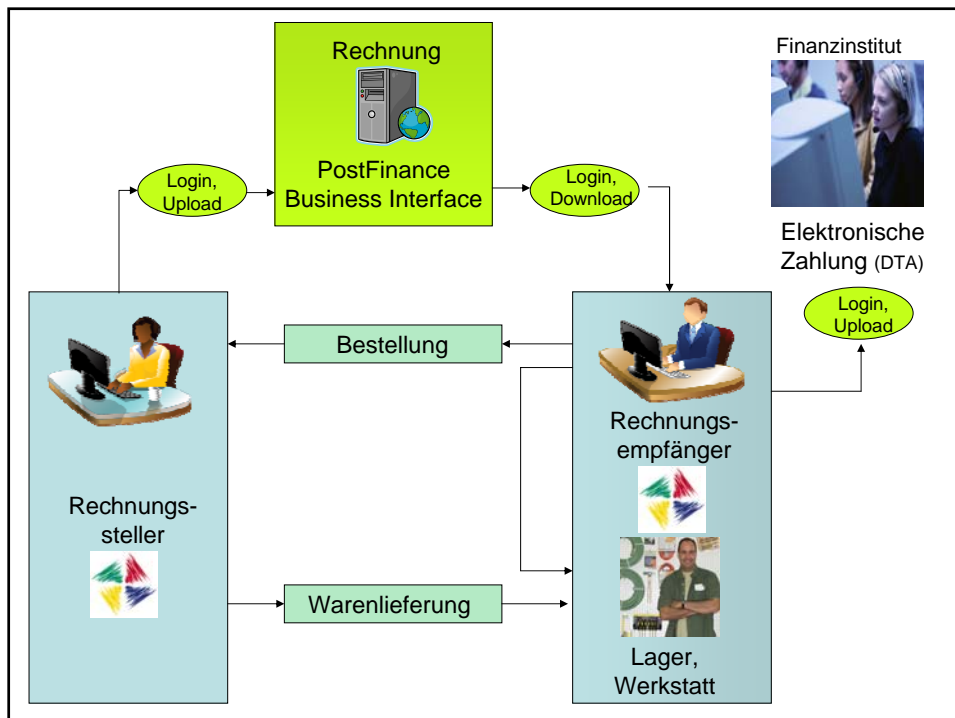 Rechnung
PostFinance
Business Interface
Finanzinstitut
Login,
Upload
Login,
Download
Elektronische
Zahlung (DTA)
Login,
Upload
Bestellung
Rechnungs-
empfänger
Rechnungs-
steller
Warenlieferung
Lager,
Werkstatt